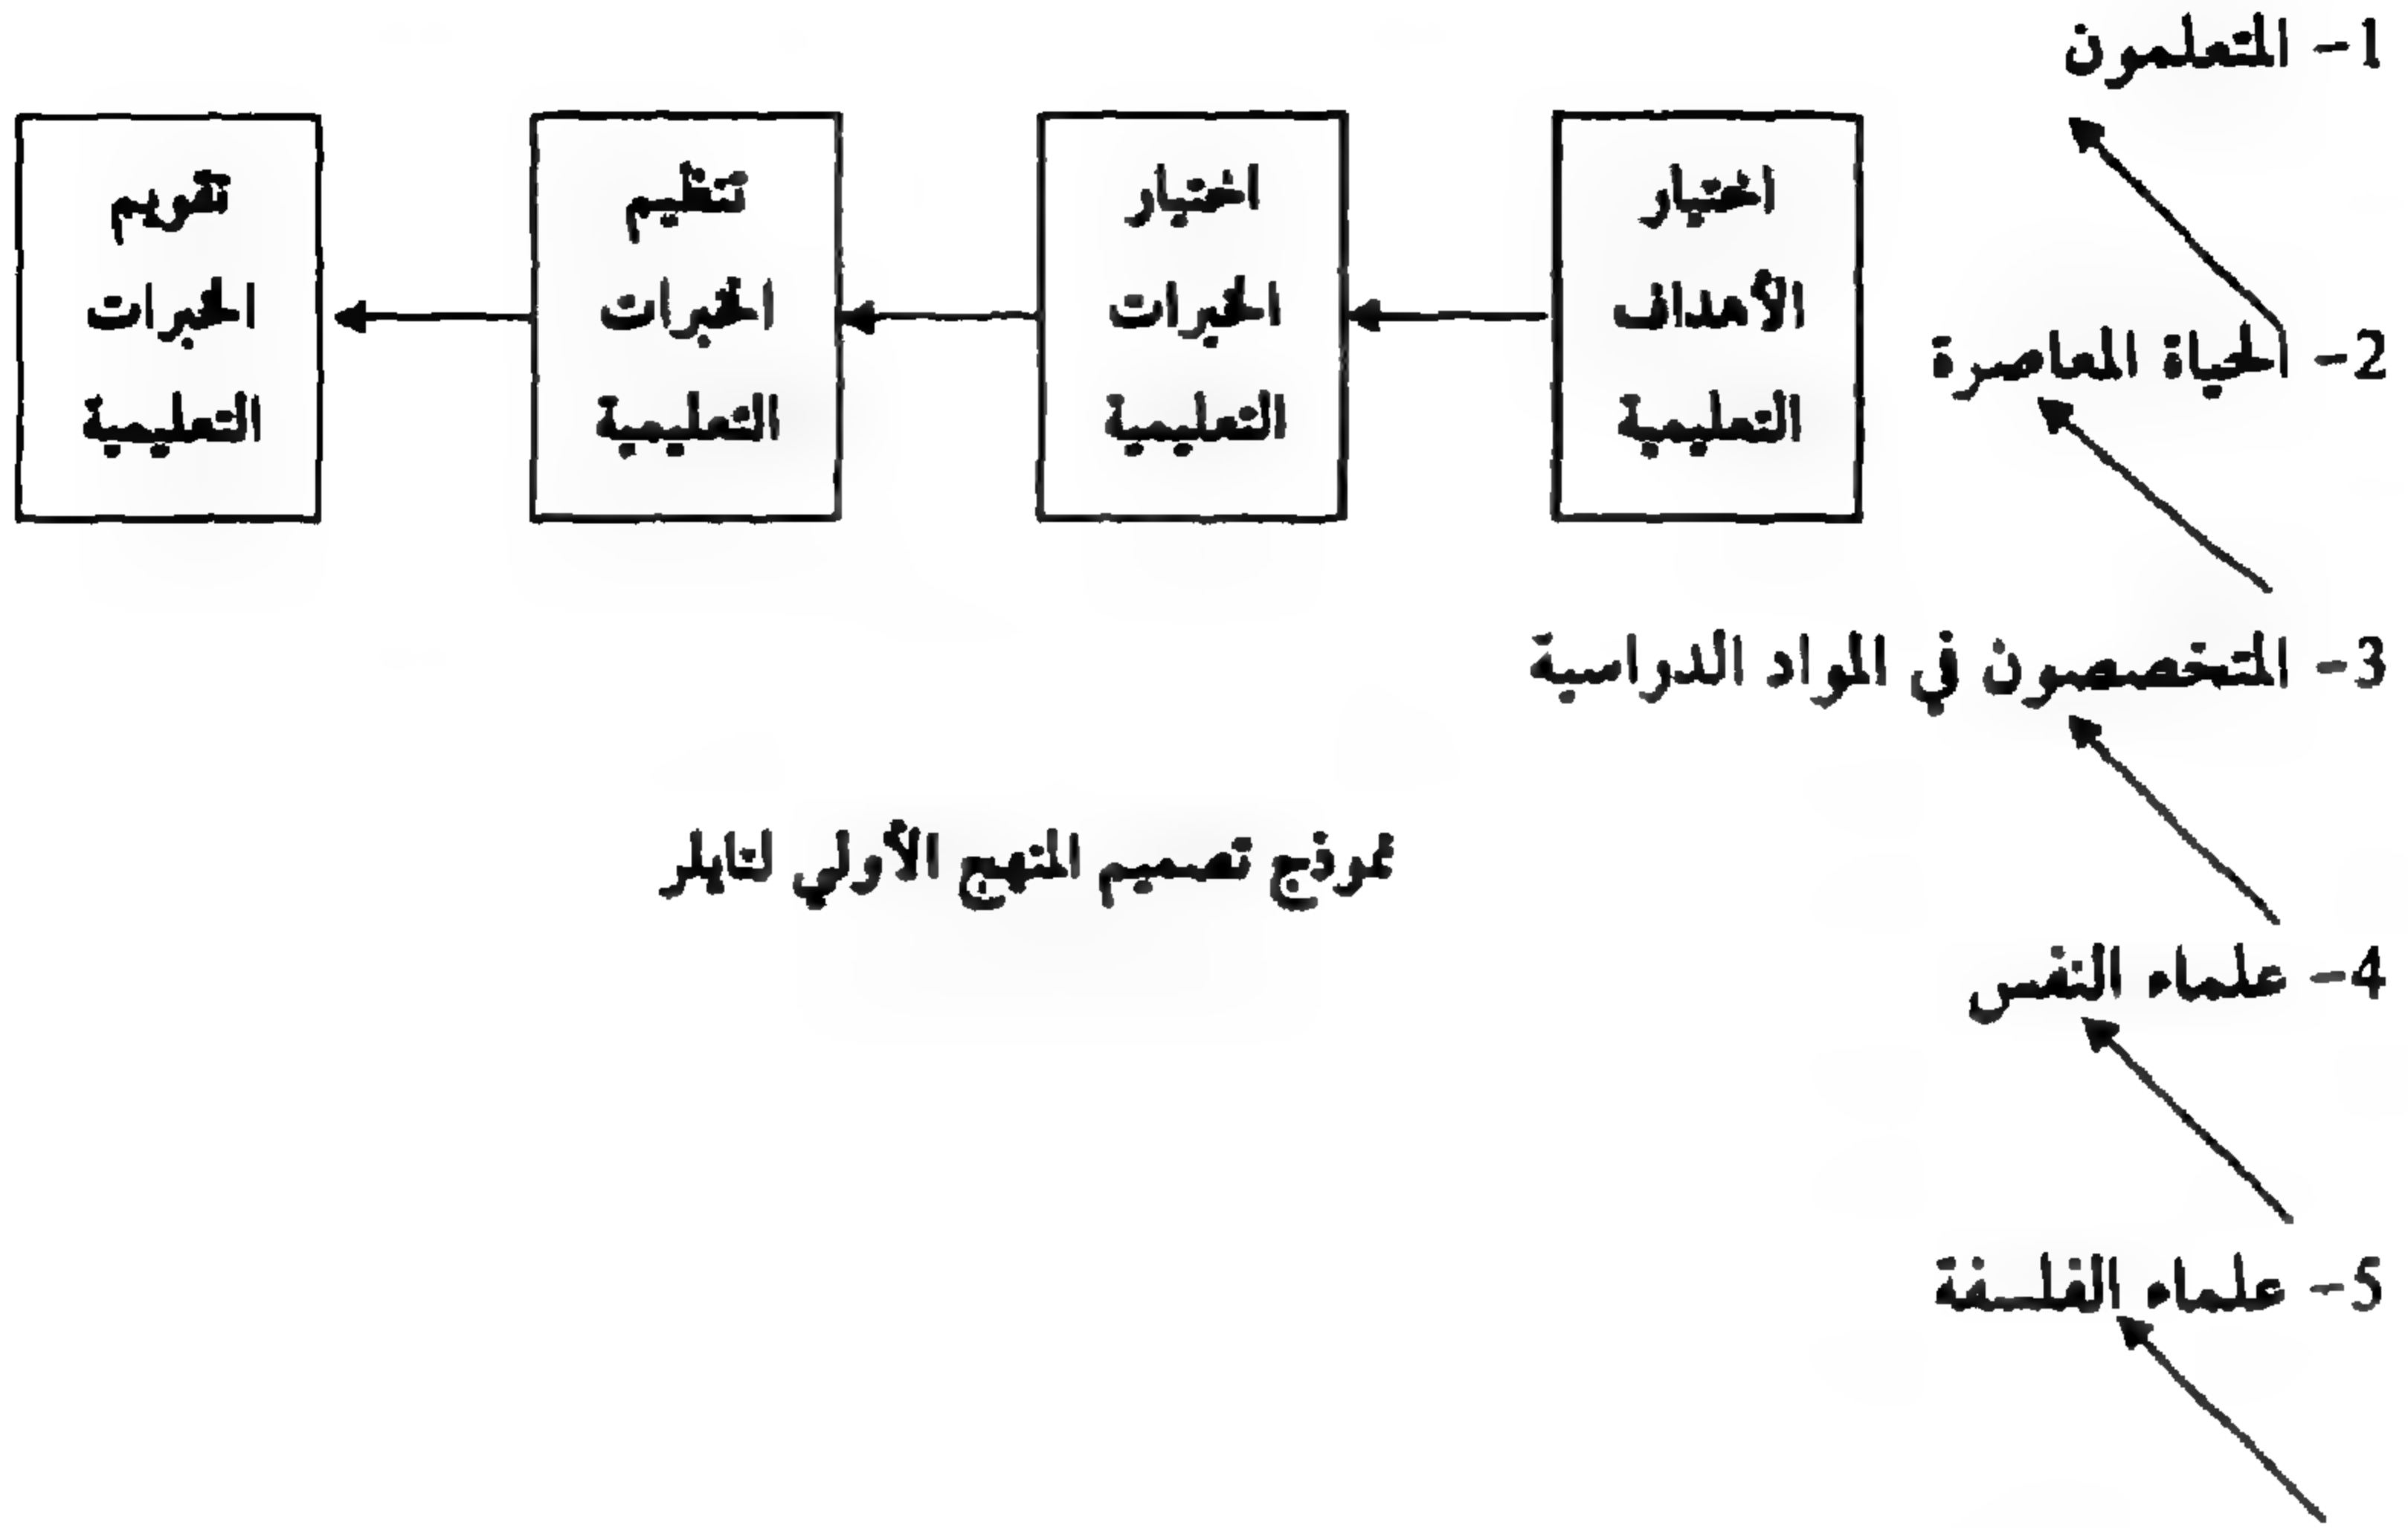 1- المتعلمون
اختيار
الأهداف
التعليمية
اختيار
الخبرات
التعليمية
تنظيم
الخبرات
التعليمية
تقويم
الخبرات
التعليمية
2- الحياة المعاصرة
3- المتخصصون في المواد الدراسية
نموذج تصميم المنهج الأولي لتايلر
4- علماء النفس
5- علماء الفلسفة